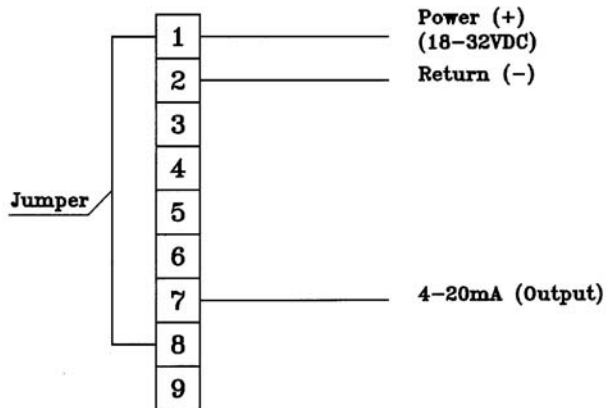 Power (+)
1
(18-32VDC)
2
Return (-)
3
4
Jumper
5
6
7
4-20mA (Output)
8
9